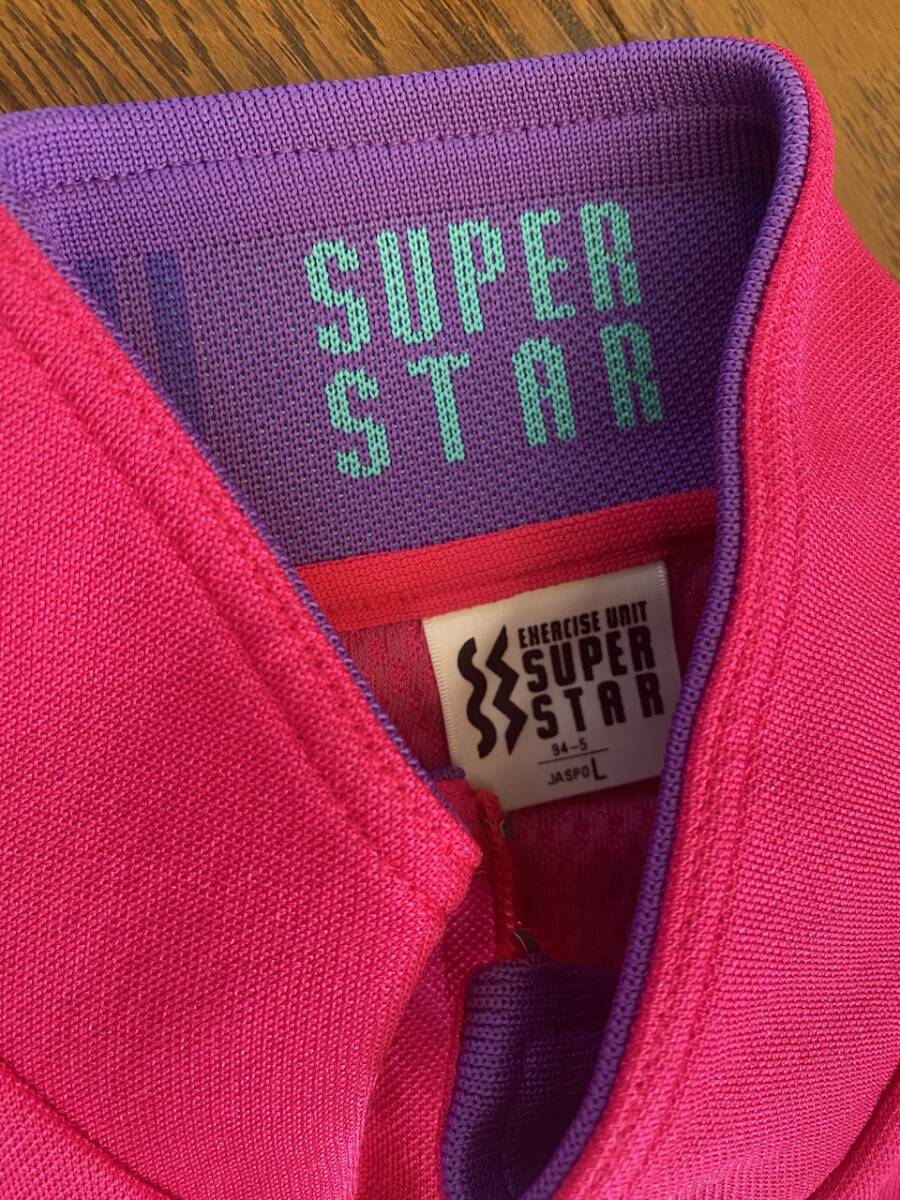 SUPER
STAR
EXERCISE UNIT
SUPER
STAR
94-5
JASPO L